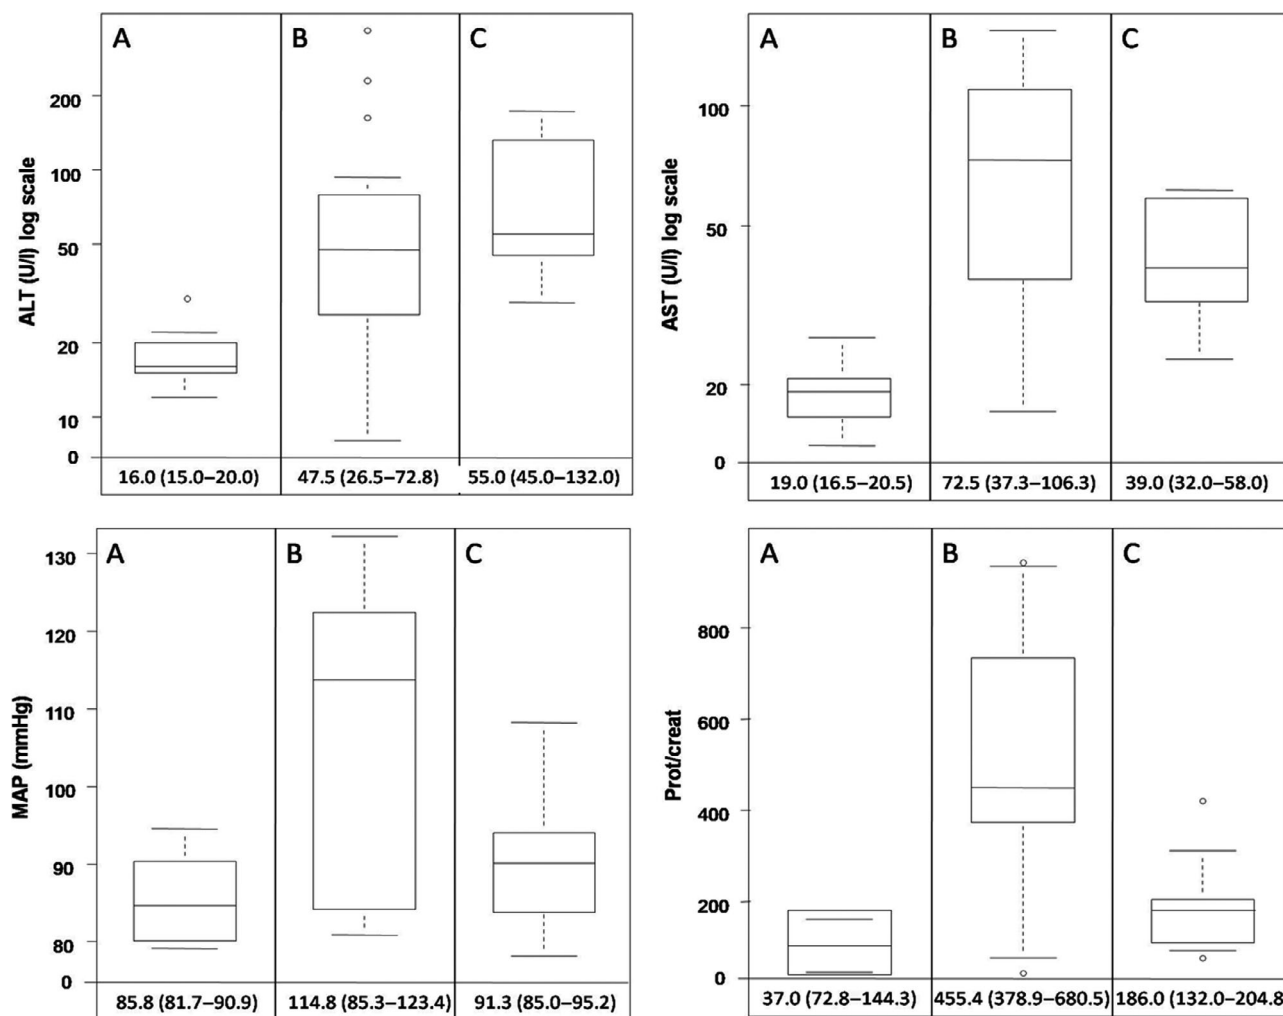 A B C
ALT (U/l) log scale
200
100
50
20
10
0
16.0 (15.0–20.0) 47.5 (26.5–72.8) 55.0 (45.0–132.0)
A B C
AST (U/l) log scale
100
50
20
0
19.0 (16.5–20.5) 72.5 (37.3–106.3) 39.0 (32.0–58.0)
A B C
MAP (mmHg)
130
120
110
100
90
80
0
85.8 (81.7–90.9) 114.8 (85.3–123.4) 91.3 (85.0–95.2)
A B C
Prot/creat
800
600
400
200
0
37.0 (72.8–144.3) 455.4 (378.9–680.5) 186.0 (132.0–204.8)